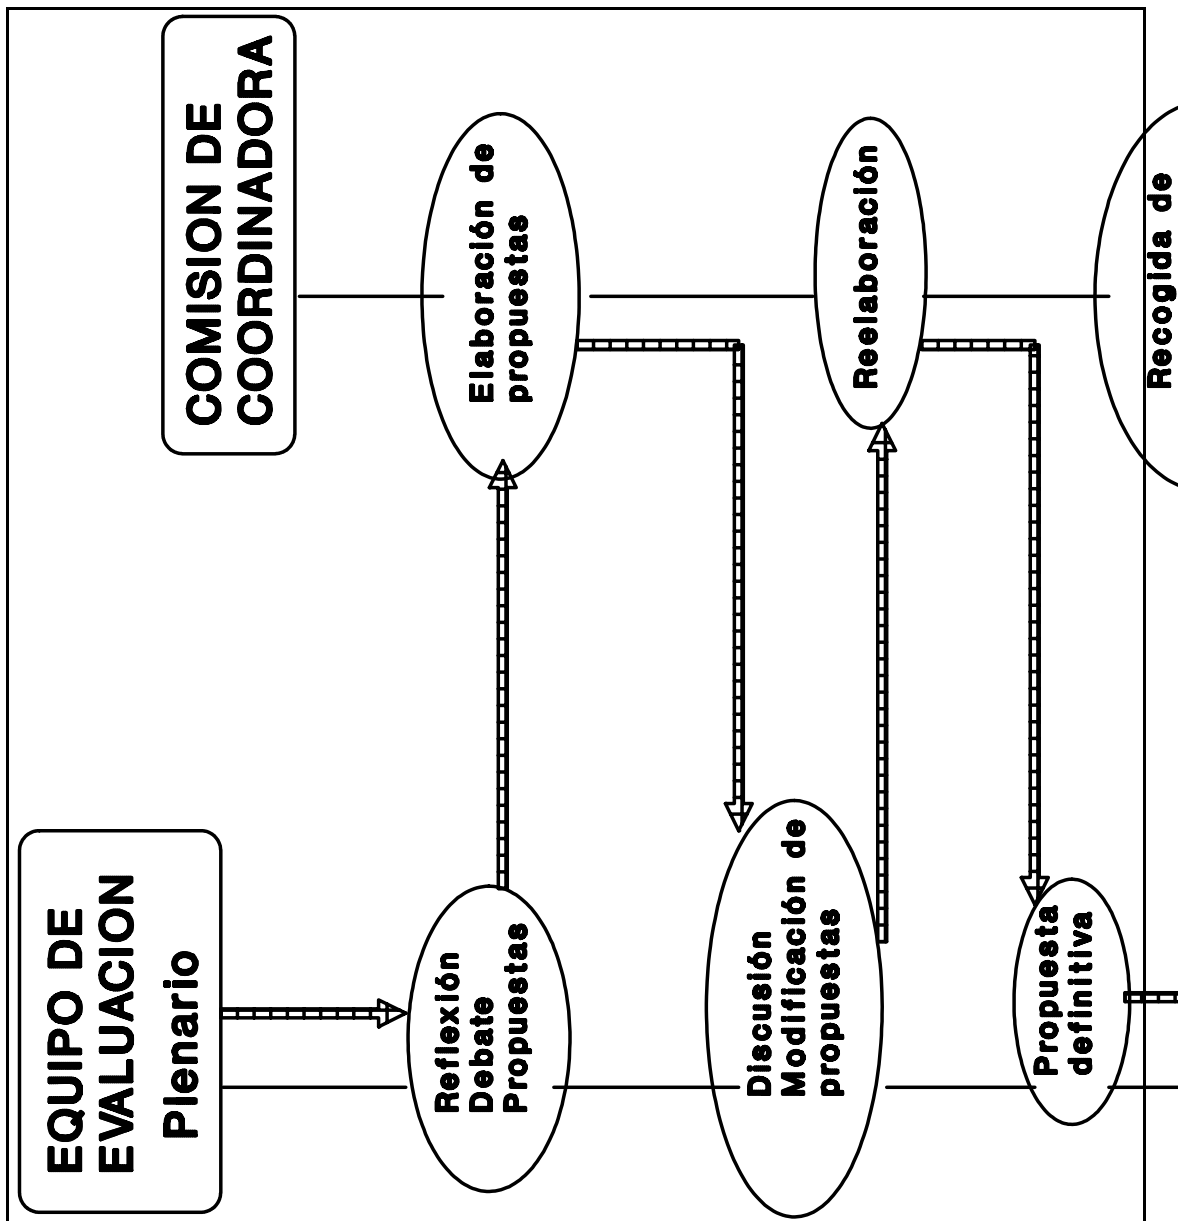 EQUIPO DE
EVALUACION
Plenario
COMISION DE
COORDINADORA
Reflexión
Debate
Propuestas
Elaboración de
propuestas
Discusión
Modificación de
propuestas
Reelaboración
Propuesta
definitiva
Recogida de